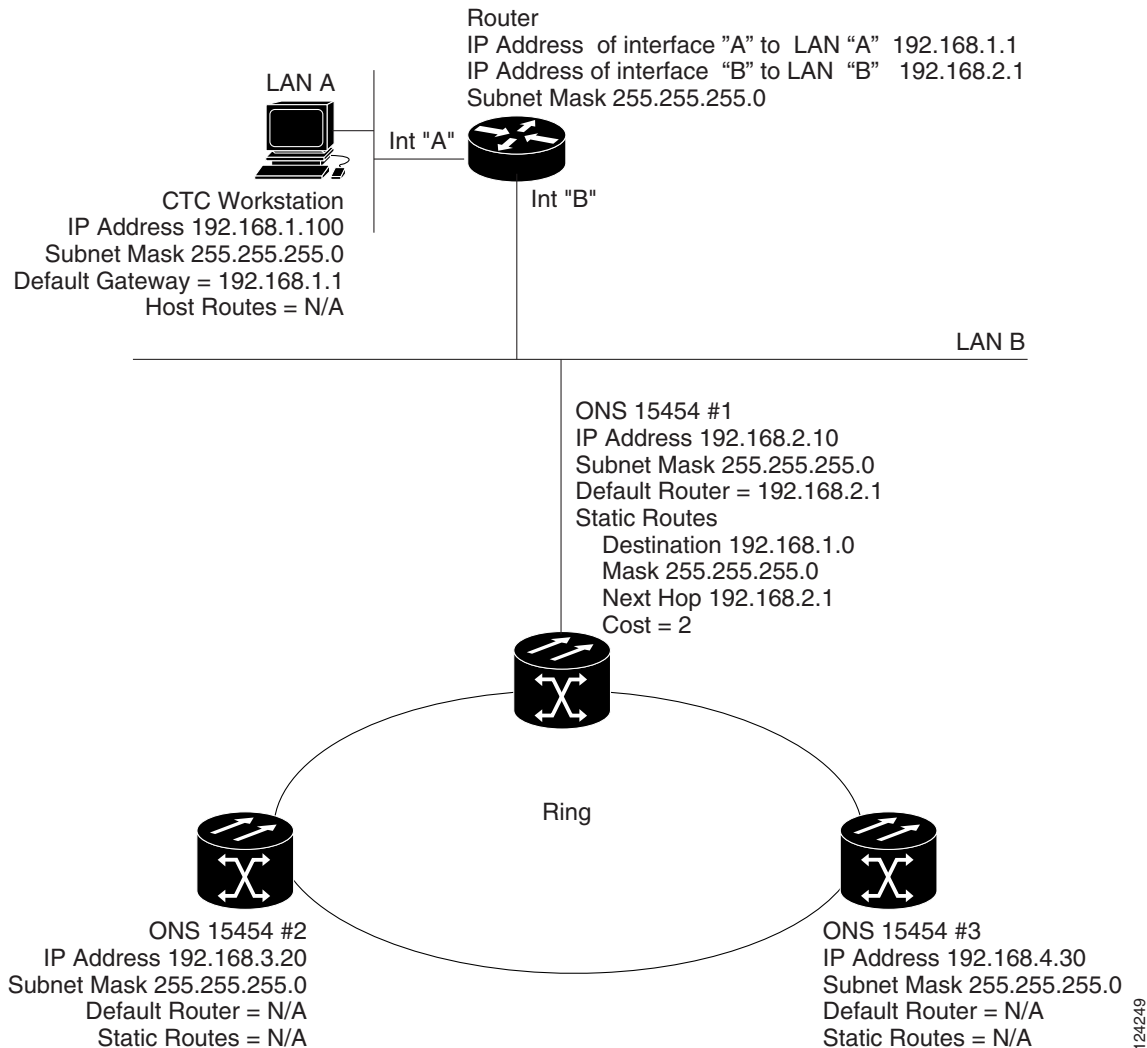 Router
IP Address of interface ”A” to LAN “A” 192.168.1.1
IP Address of interface “B” to LAN “B” 192.168.2.1
Subnet Mask 255.255.255.0
LAN A
Int "A"
Int "B"
CTC Workstation
IP Address 192.168.1.100
Subnet Mask 255.255.255.0
Default Gateway = 192.168.1.1
Host Routes = N/A
LAN B
ONS 15454 #1
IP Address 192.168.2.10
Subnet Mask 255.255.255.0
Default Router = 192.168.2.1
Static Routes
Destination 192.168.1.0
Mask 255.255.255.0
Next Hop 192.168.2.1
Cost = 2
Ring
ONS 15454 #2
IP Address 192.168.3.20
Subnet Mask 255.255.255.0
Default Router = N/A
Static Routes = N/A
ONS 15454 #3
IP Address 192.168.4.30
Subnet Mask 255.255.255.0
Default Router = N/A
Static Routes = N/A
124249